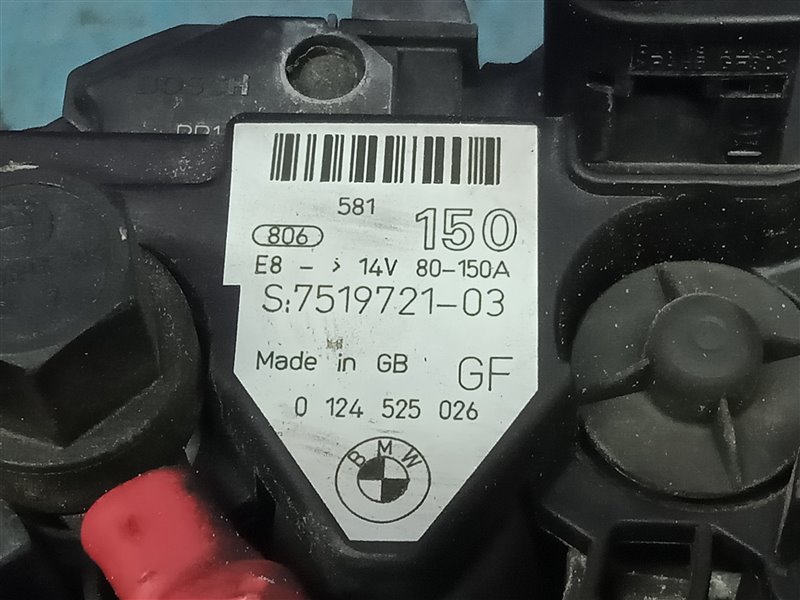 BOSCH
581
150
806
E8 - > 14V 80-150A
S:7519721-03
Made in GB GF
0 124 525 026
BMW